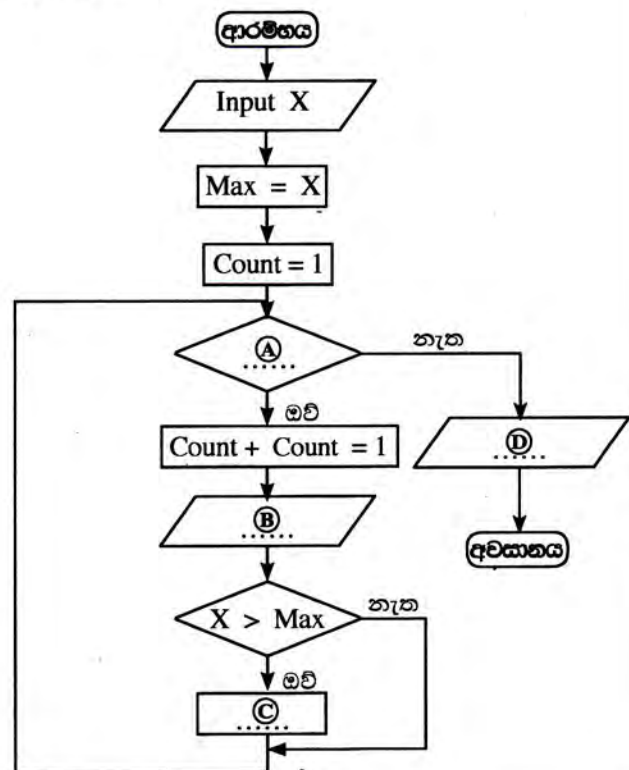 ආරම්භය
Input X
Max = X
Count = 1
Ⓐ
......
නැත
ඔව්
Count + Count = 1
Ⓓ
......
Ⓑ
......
අවසානය
X > Max
නැත
ඔව්
Ⓒ
......